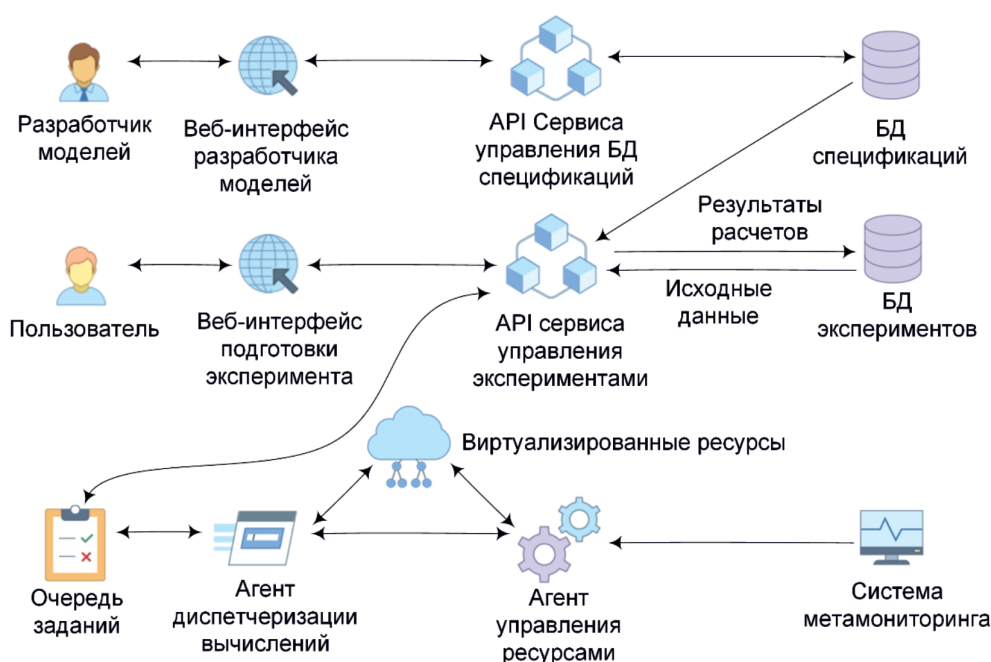 Разработчик
моделей
Веб-интерфейс
разработчика
моделей
API Сервиса
управления БД
спецификаций
БД
спецификаций
Результаты
расчетов
Исходные
данные
Пользователь
Веб-интерфейс
подготовки
эксперимента
API сервиса
управления
экспериментами
БД
экспериментов
Виртуализированные ресурсы
Очередь
заданий
Агент
диспетчеризации
вычислений
Агент
управления
ресурсами
Система
метамониторинга